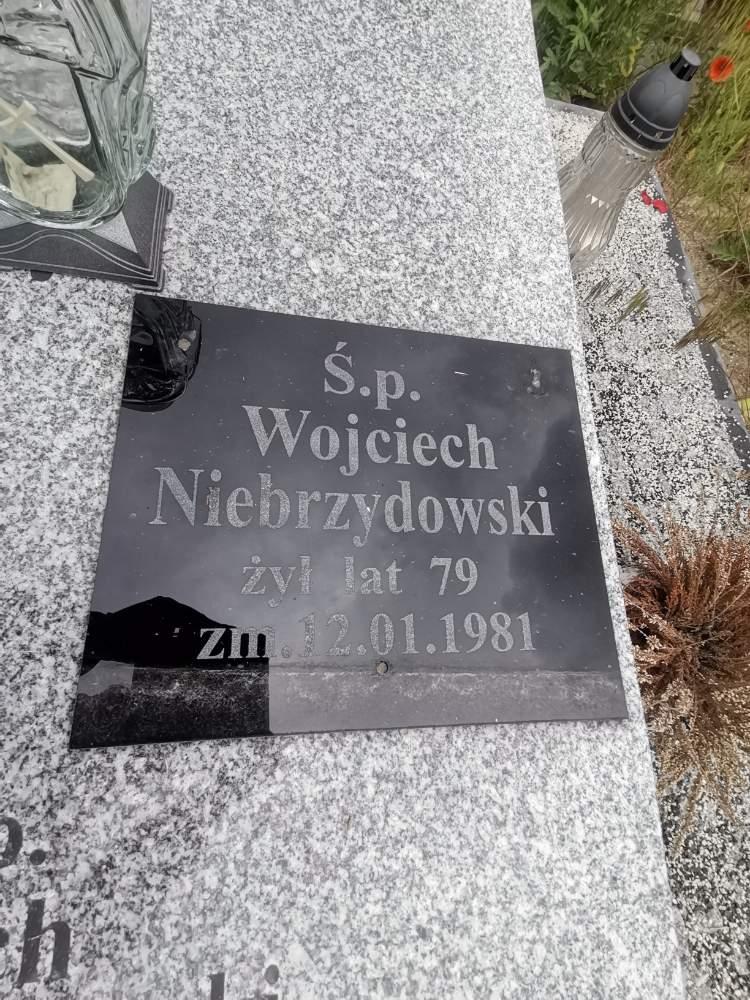 Ś.p.
Wojciech
Niebrzydowski
żył lat 79
zm.12.01.1981